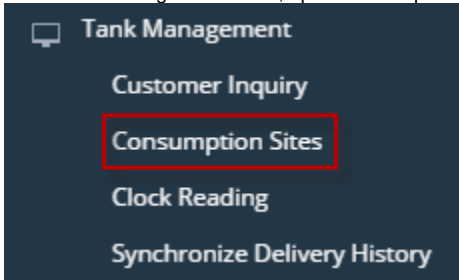 Tank Management
Customer Inquiry
Consumption Sites
Clock Reading
Synchronize Delivery History